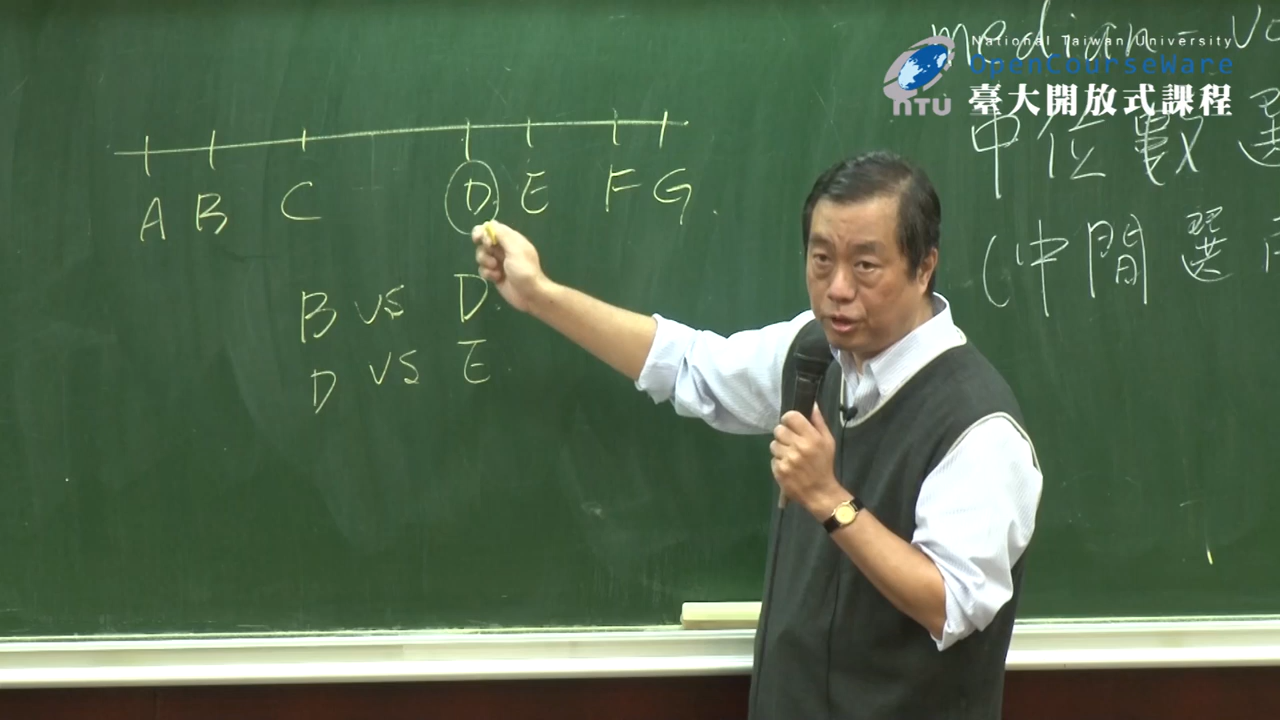 median-vo
National Taiwan University
OpenCourseWare
NTU 臺大開放式課程
中位數選
(中間選
A B C D E F G.
B vs D.
D vs E.